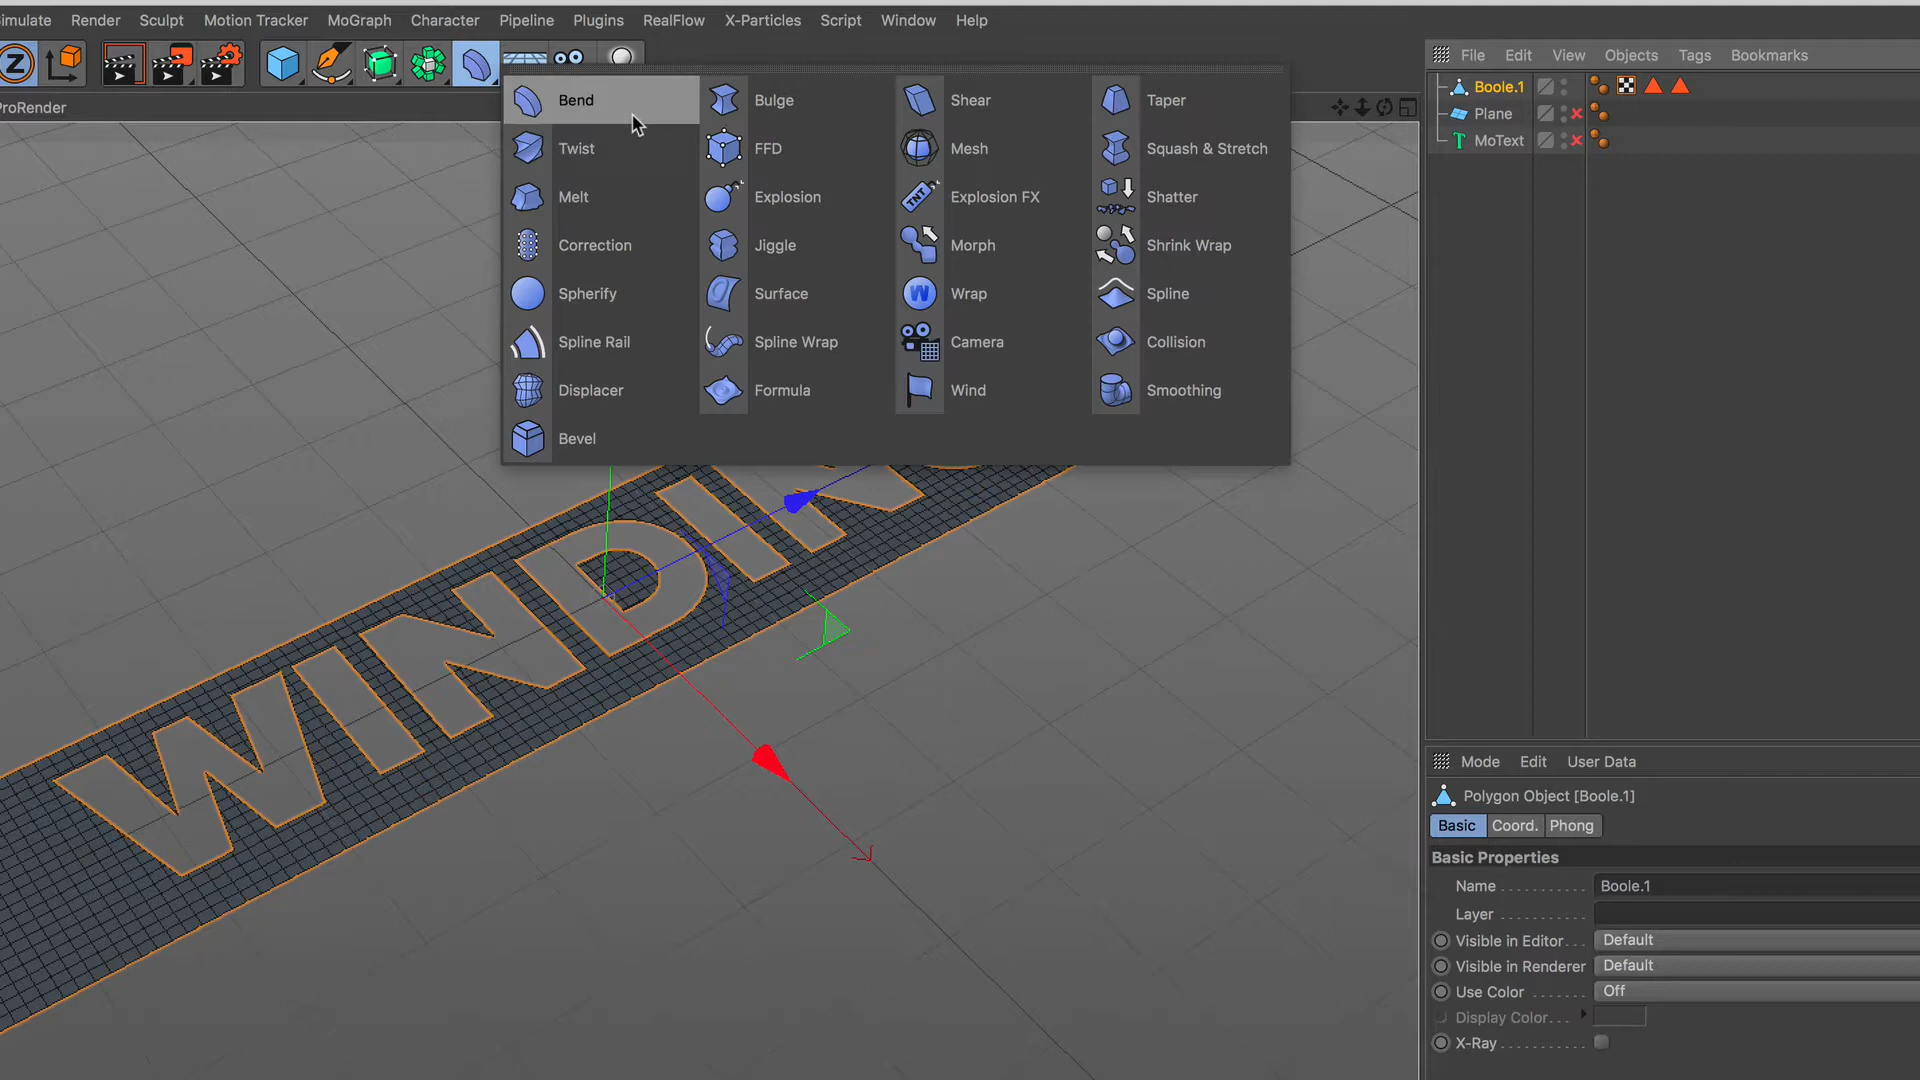 imulate Render Sculpt Motion Tracker MoGraph Character Pipeline Plugins RealFlow X-Particles Script Window Help
File Edit View Objects Tags Bookmarks
Boole.1
Plane
MoText
ProRender
Bend Bulge Shear Taper
Twist FFD Mesh Squash & Stretch
Melt Explosion Explosion FX Shatter
TNT
Correction Jiggle Morph Shrink Wrap
Spherify Surface Wrap Spline
W
Spline Rail Spline Wrap Camera Collision
Displacer Formula Wind Smoothing
Bevel
WINDIN
Mode Edit User Data
Polygon Object [Boole.1]
Basic Coord. Phong
Basic Properties
Name . . . . . . . . . . . Boole.1
Layer . . . . . . . . . . .
Visible in Editor . . . Default
Visible in Renderer Default
Use Color . . . . . . . Off
Display Color . . .
X-Ray . . . . . . . . . . .